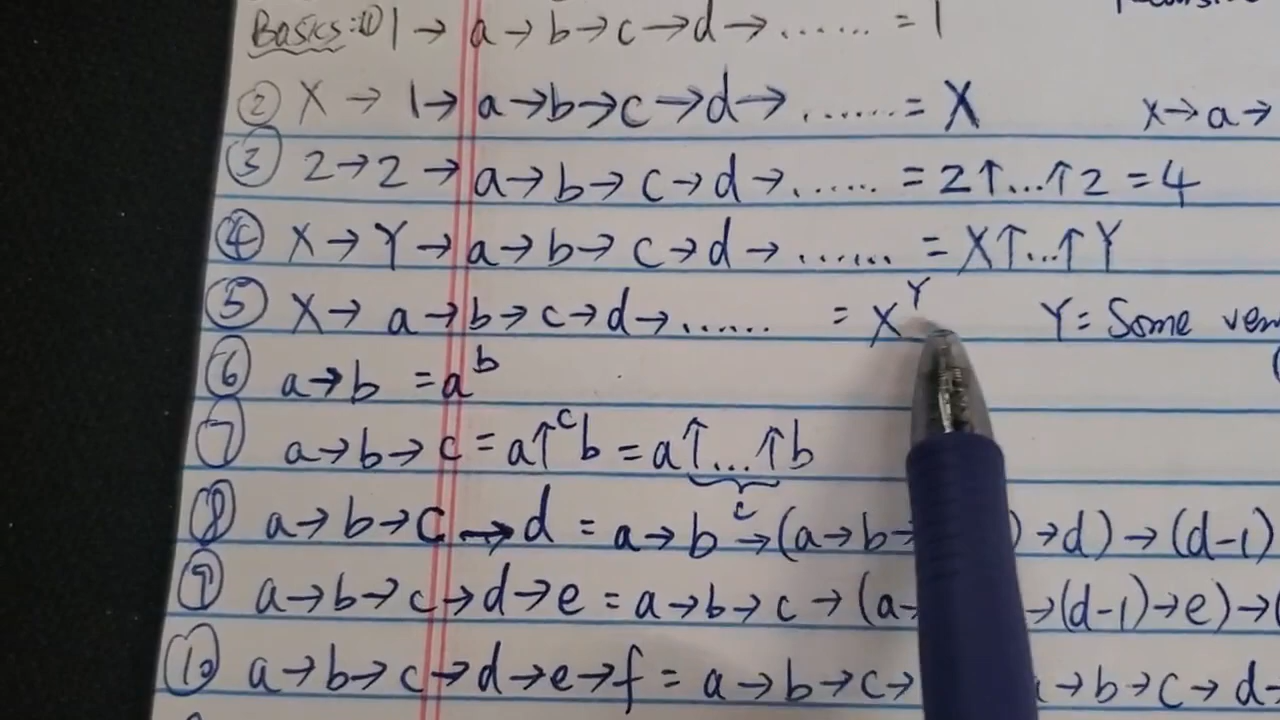 Basics: ① 1 → a → b → c → d → ...... = 1
② X → 1 → a → b → c → d → ...... = X X → a →
③ 2 → 2 → a → b → c → d → ...... = 2↑...↑2 = 4
④ X → Y → a → b → c → d → ...... = X↑...↑Y
⑤ X → a → b → c → d → ...... = X^Y Y = Some
⑥ a → b = a^b
⑦ a → b → c = a↑^c b = a↑...↑b
c
⑧ a → b → c → d = a → b → (a → b → ) → d) → (d-1)
⑨ a → b → c → d → e = a → b → c → (a → → (d-1) → e) → (
⑩ a → b → c → d → e → f = a → b → c → → b → c → d →